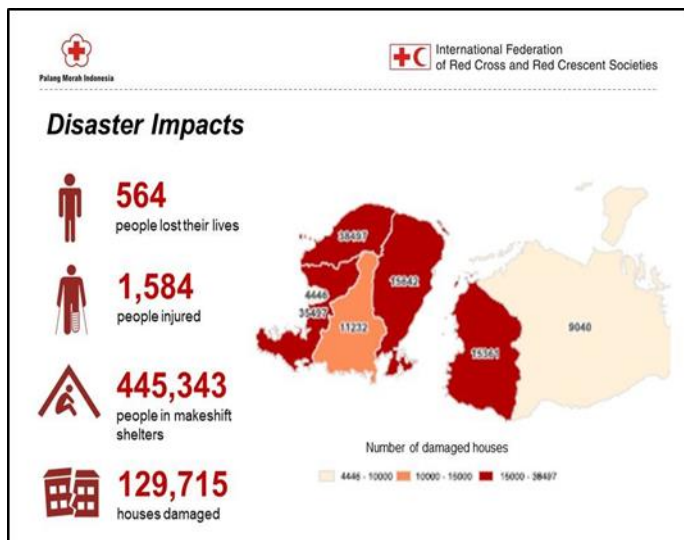 Palang Merah Indonesia
International Federation
of Red Cross and Red Crescent Societies
Disaster Impacts
564
people lost their lives
1,584
people injured
445,343
people in makeshift
shelters
129,715
houses damaged
38497
15642
4446
35497
11232
15361
9040
Number of damaged houses
4446 - 10000
10000 - 15000
15000 - 38497